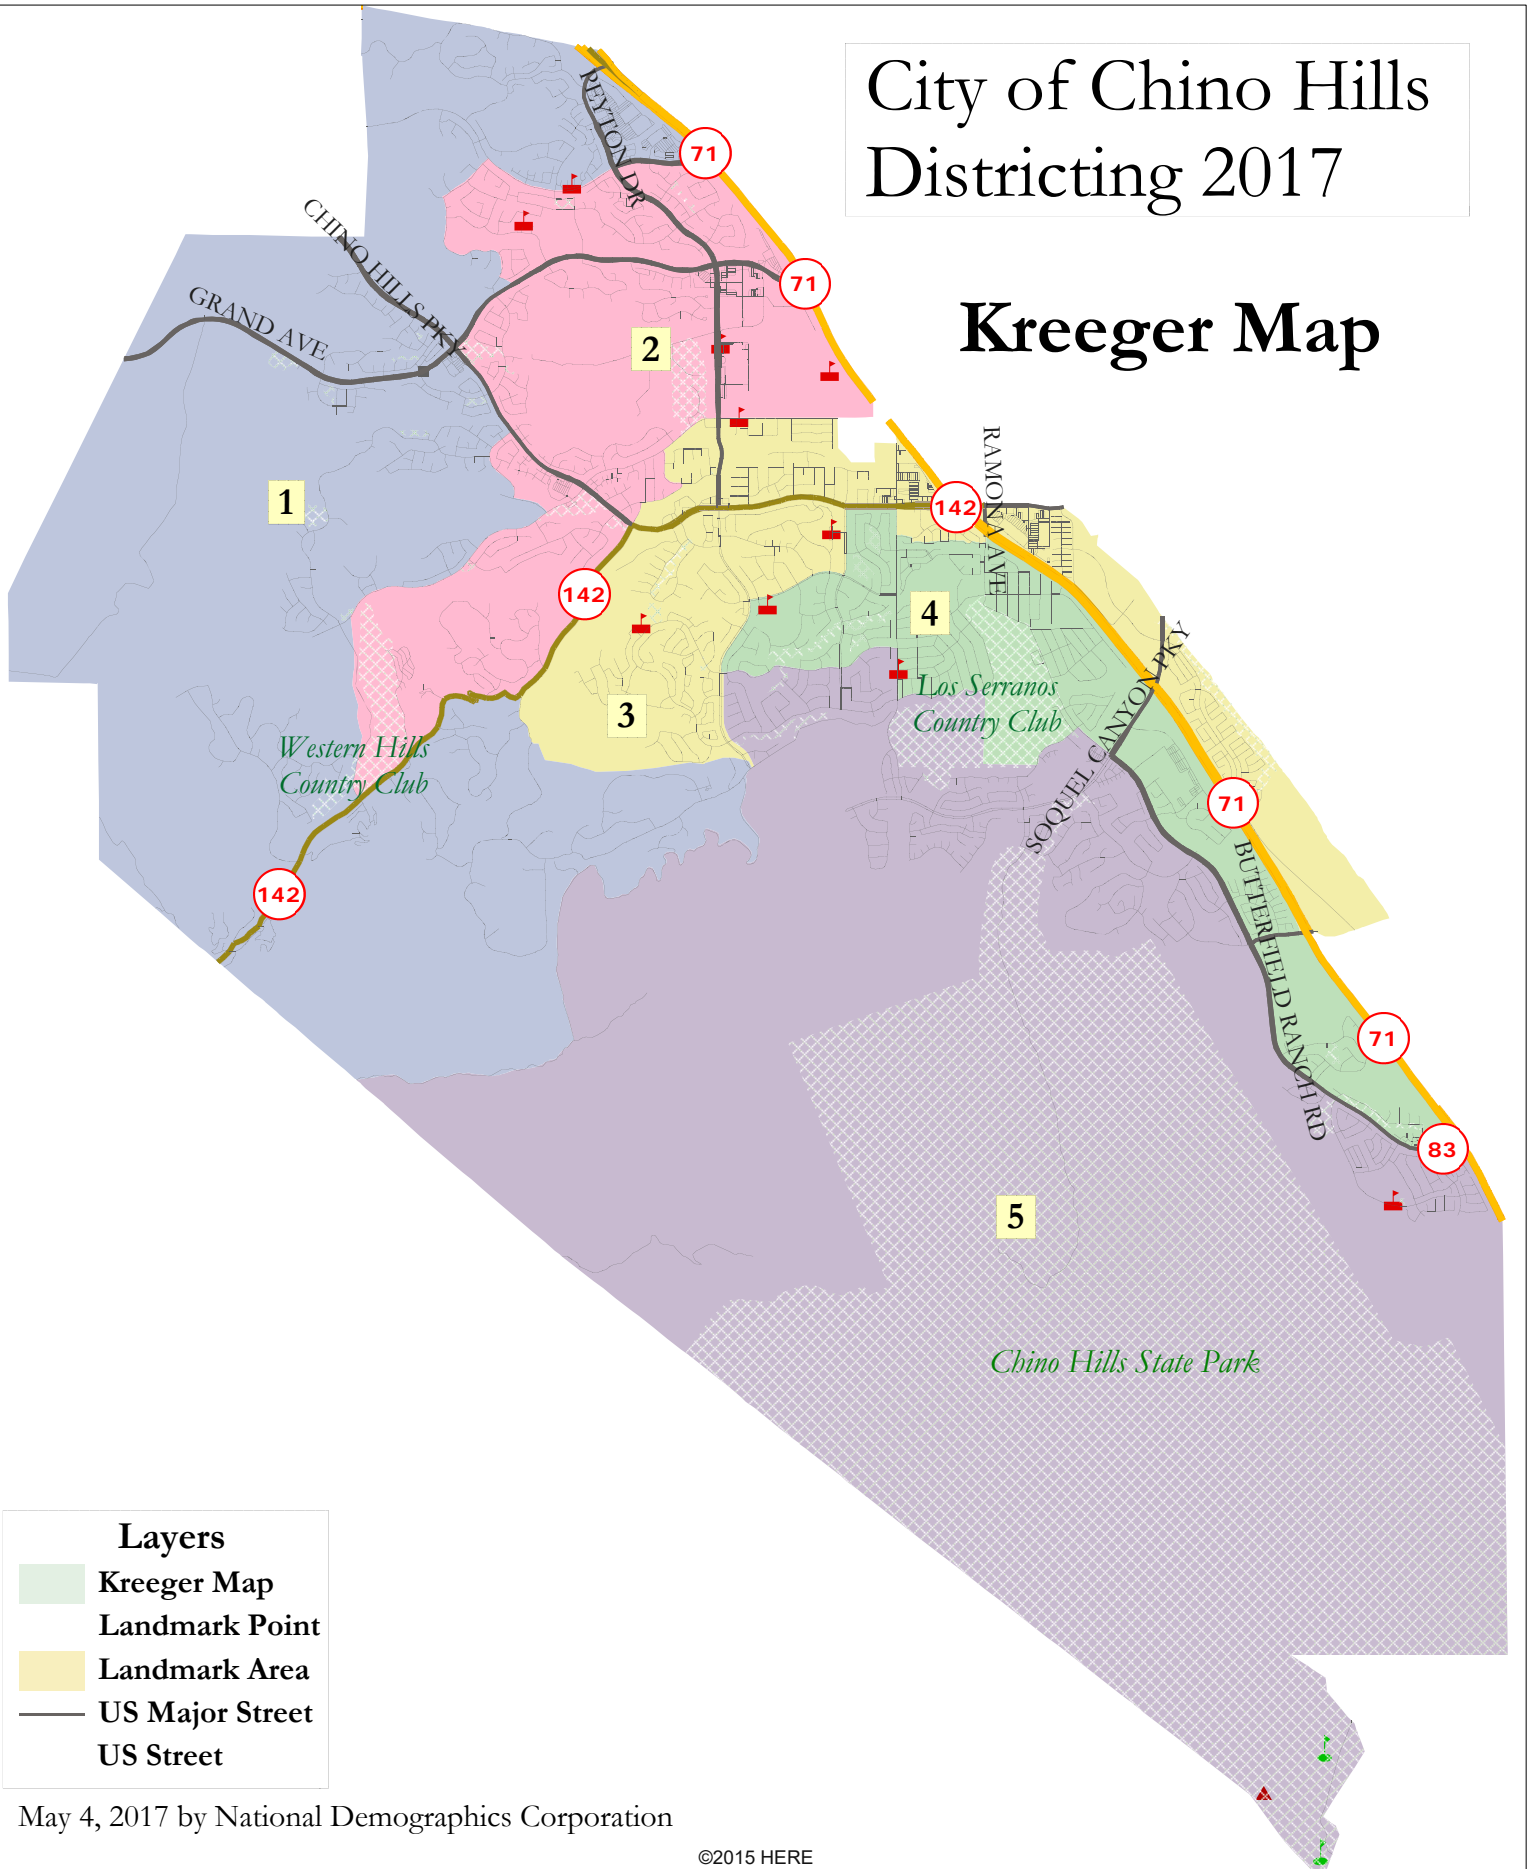 City of Chino Hills
Districting 2017
Kreeger Map
PEYTON DR
71
CHINO HILLS PKY
71
GRAND AVE
2
RAMONA AVE
1
142
142
4
SOQUEL CANYON PKY
Los Serranos
Country Club
3
Western Hills
Country Club
71
BUTTERFIELD RANCH RD
142
71
83
5
Chino Hills State Park
Layers
Kreeger Map
Landmark Point
Landmark Area
US Major Street
US Street
May 4, 2017 by National Demographics Corporation
©2015 HERE